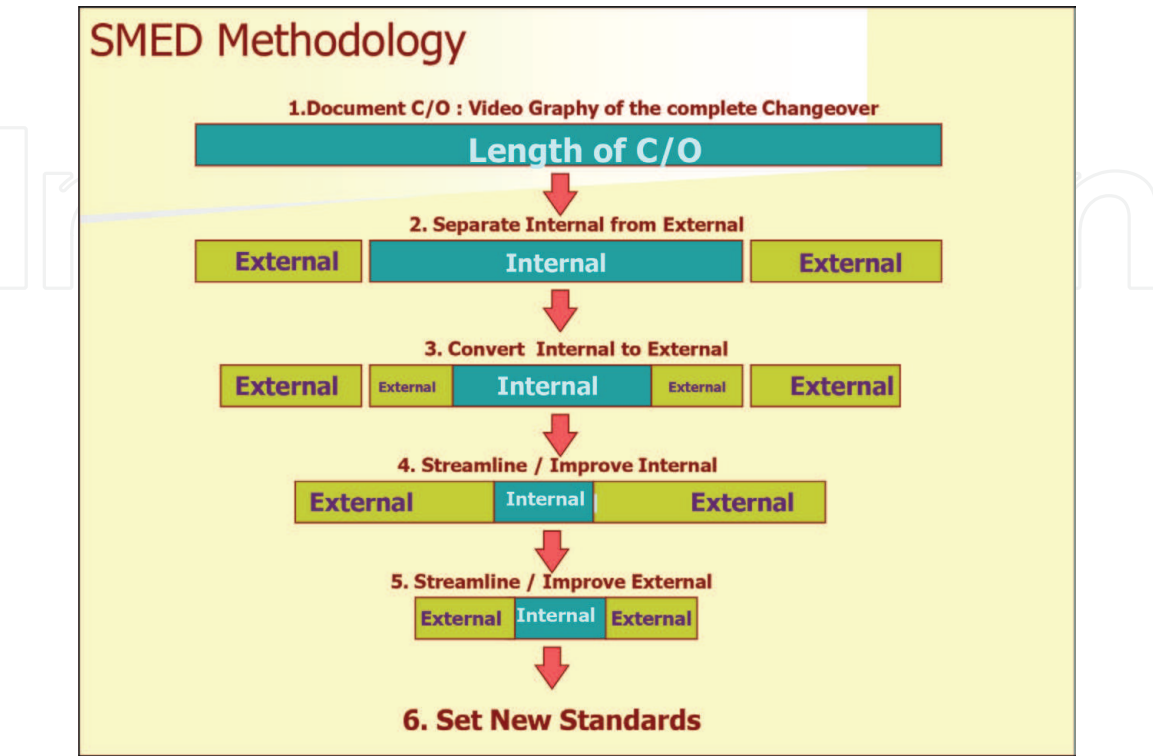 SMED Methodology
1.Document C/O : Video Graphy of the complete Changeover
Length of C/O
2. Separate Internal from External
External Internal External
3. Convert Internal to External
External External Internal External External
4. Streamline / Improve Internal
External Internal External
5. Streamline / Improve External
External Internal External
6. Set New Standards